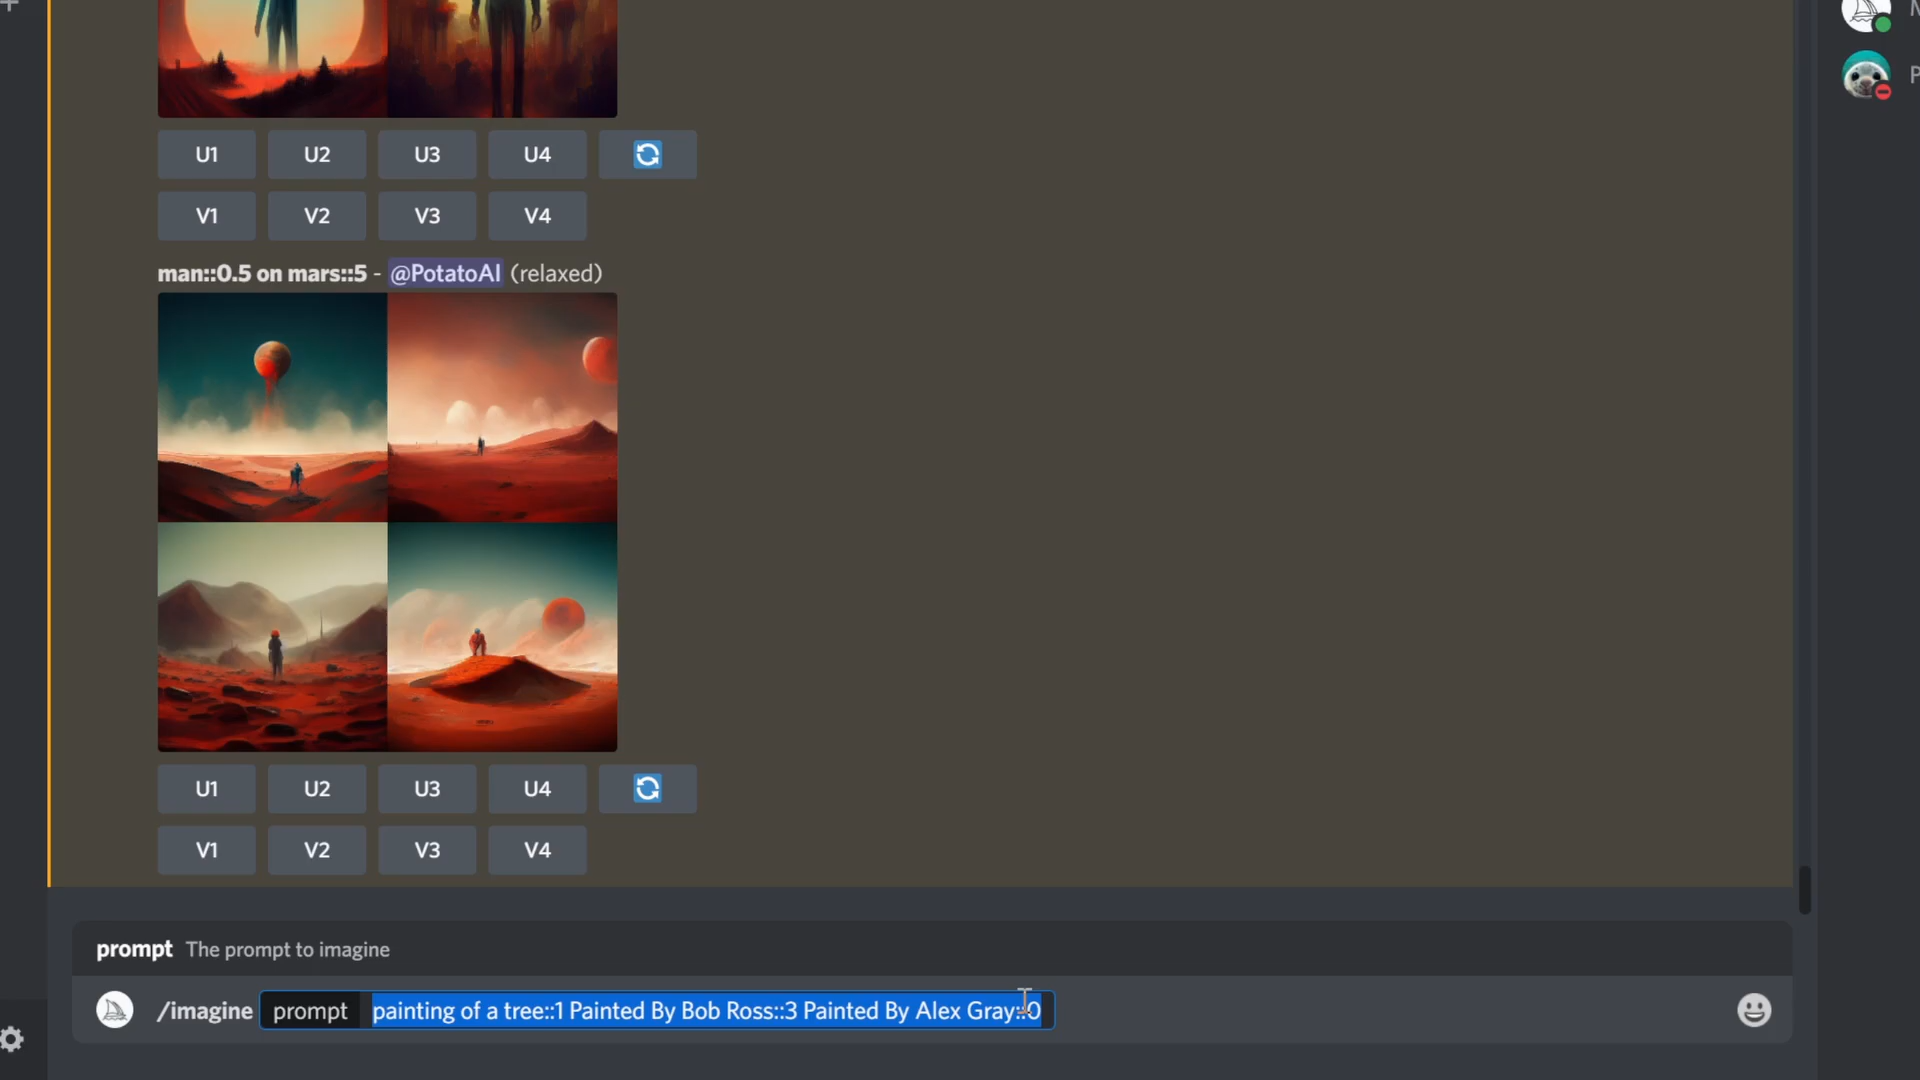 U1 U2 U3 U4
V1 V2 V3 V4
man::0.5 on mars::5 - @PotatoAI (relaxed)
U1 U2 U3 U4
V1 V2 V3 V4
prompt The prompt to imagine
/imagine prompt painting of a tree::1 Painted By Bob Ross::3 Painted By Alex Gray::0